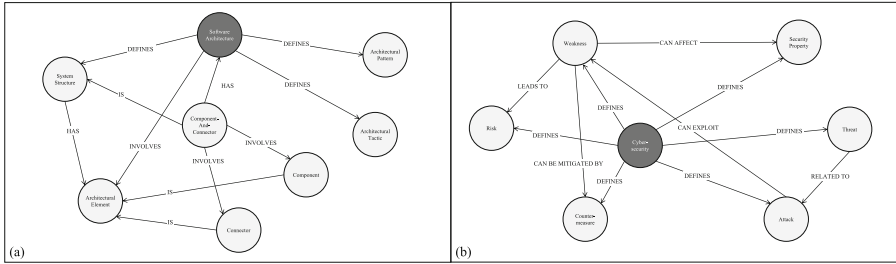 Software
Architecture
DEFINES
DEFINES
Architectural
Pattern
System
Structure
IS
HAS
DEFINES
Component-
And-
Connector
Architectural
Tactic
HAS
INVOLVES
INVOLVES
Component
IS
Architectural
Element
IS
Connector
(a)
Weakness
CAN AFFECT
Security
Property
LEADS TO
DEFINES
DEFINES
Risk
DEFINES
CAN EXPLOIT
DEFINES
Threat
Cyber-
security
CAN BE MITIGATED BY
DEFINES
DEFINES
RELATED TO
Counter-
measure
Attack
(b)